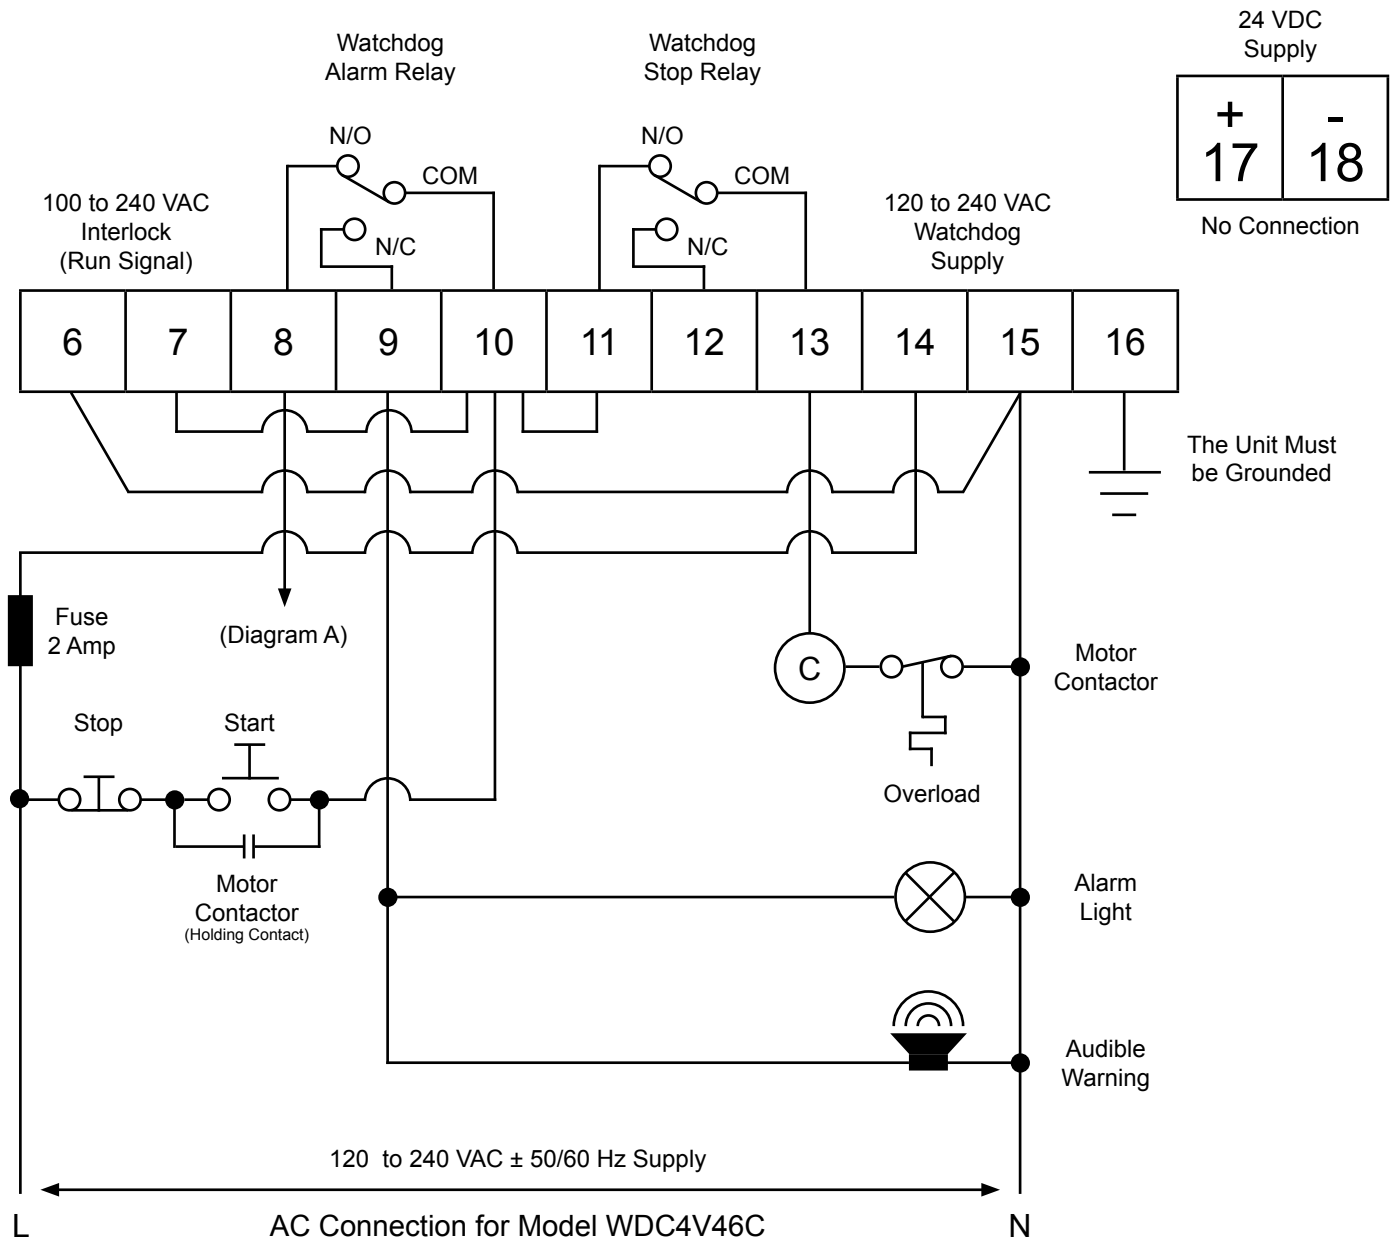 24 VDC
Supply
Watchdog
Alarm Relay
Watchdog
Stop Relay
+
-
17
18
No Connection
N/O
COM
N/C
N/O
COM
N/C
100 to 240 VAC
Interlock
(Run Signal)
120 to 240 VAC
Watchdog
Supply
6 7 8 9 10 11 12 13 14 15 16
The Unit Must
be Grounded
Fuse
2 Amp
(Diagram A)
C
Motor
Contactor
Overload
Stop
Start
Motor
Contactor
(Holding Contact)
Alarm
Light
Audible
Warning
120 to 240 VAC ± 50/60 Hz Supply
L
AC Connection for Model WDC4V46C
N